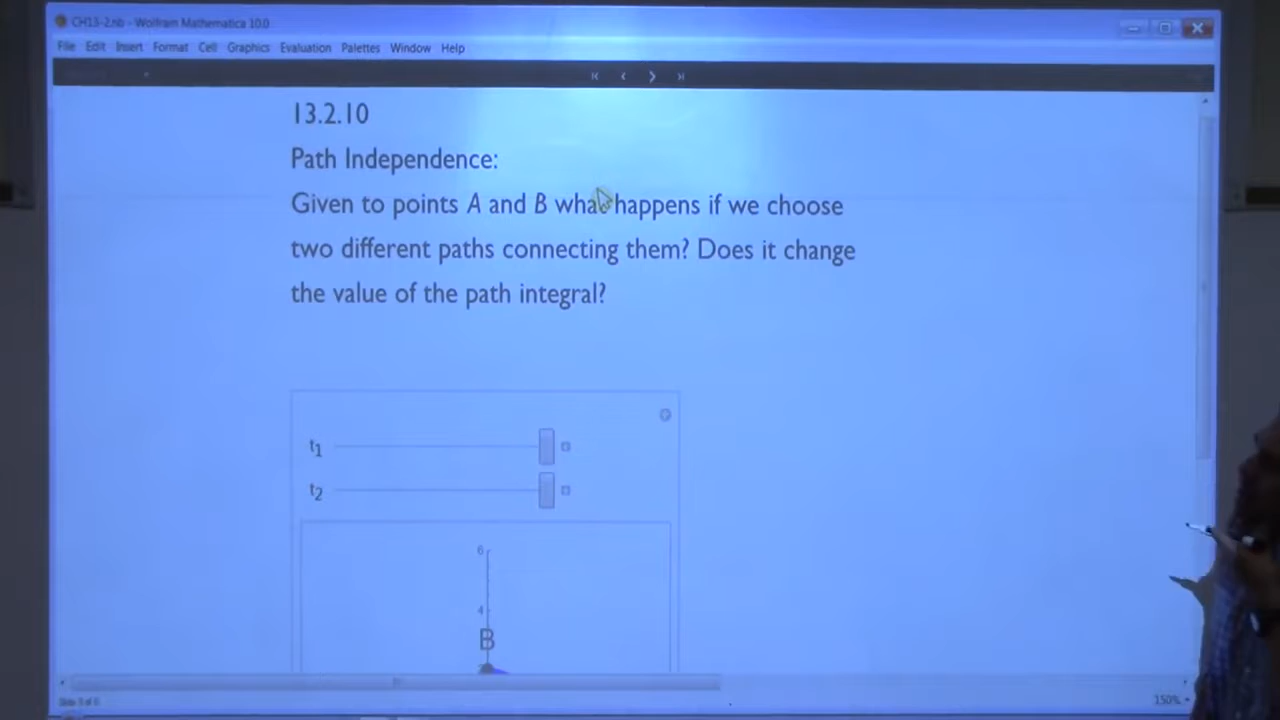 CH13-2.nb - Wolfram Mathematica 10.0
File Edit Insert Format Cell Graphics Evaluation Palettes Window Help
13.2.10
Path Independence:
Given to points A and B what happens if we choose
two different paths connecting them? Does it change
the value of the path integral?
t1
t2
6
4
B
150%